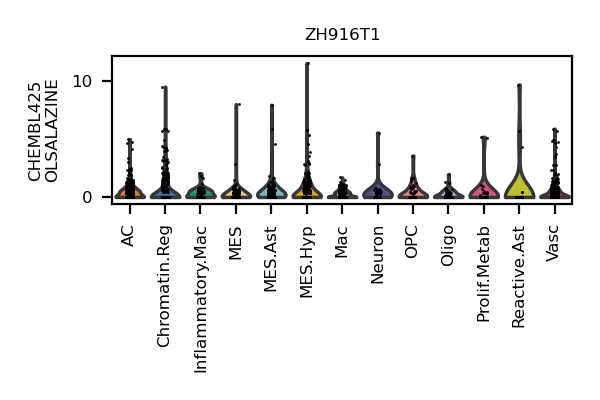 ZH916T1
CHEMBL425
OLSALAZINE
10
0
AC
Chromatin.Reg
Inflammatory.Mac
MES
MES.Ast
MES.Hyp
Mac
Neuron
OPC
Oligo
Prolif.Metab
Reactive.Ast
Vasc